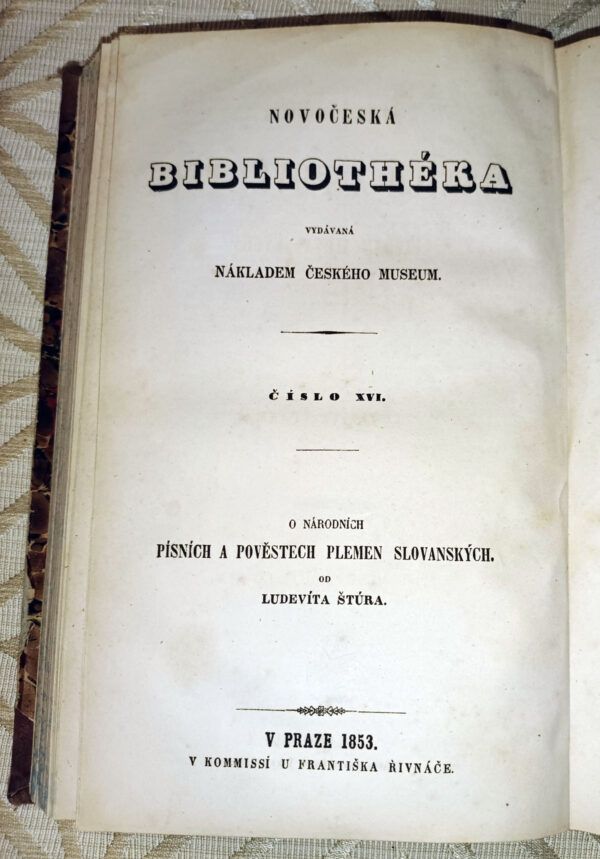 NOVOČESKÁ
BIBLIOTHÉKA
VYDÁVANÁ
NÁKLADEM ČESKÉHO MUSEUM.
ČÍSLO XVI.
O NÁRODNÍCH
PÍSNÍCH A POVĚSTECH PLEMEN SLOVANSKÝCH.
OD
LUDEVÍTA ŠTÚRA.
V PRAZE 1853.
V KOMMISSÍ U FRANTIŠKA ŘIVNÁČE.